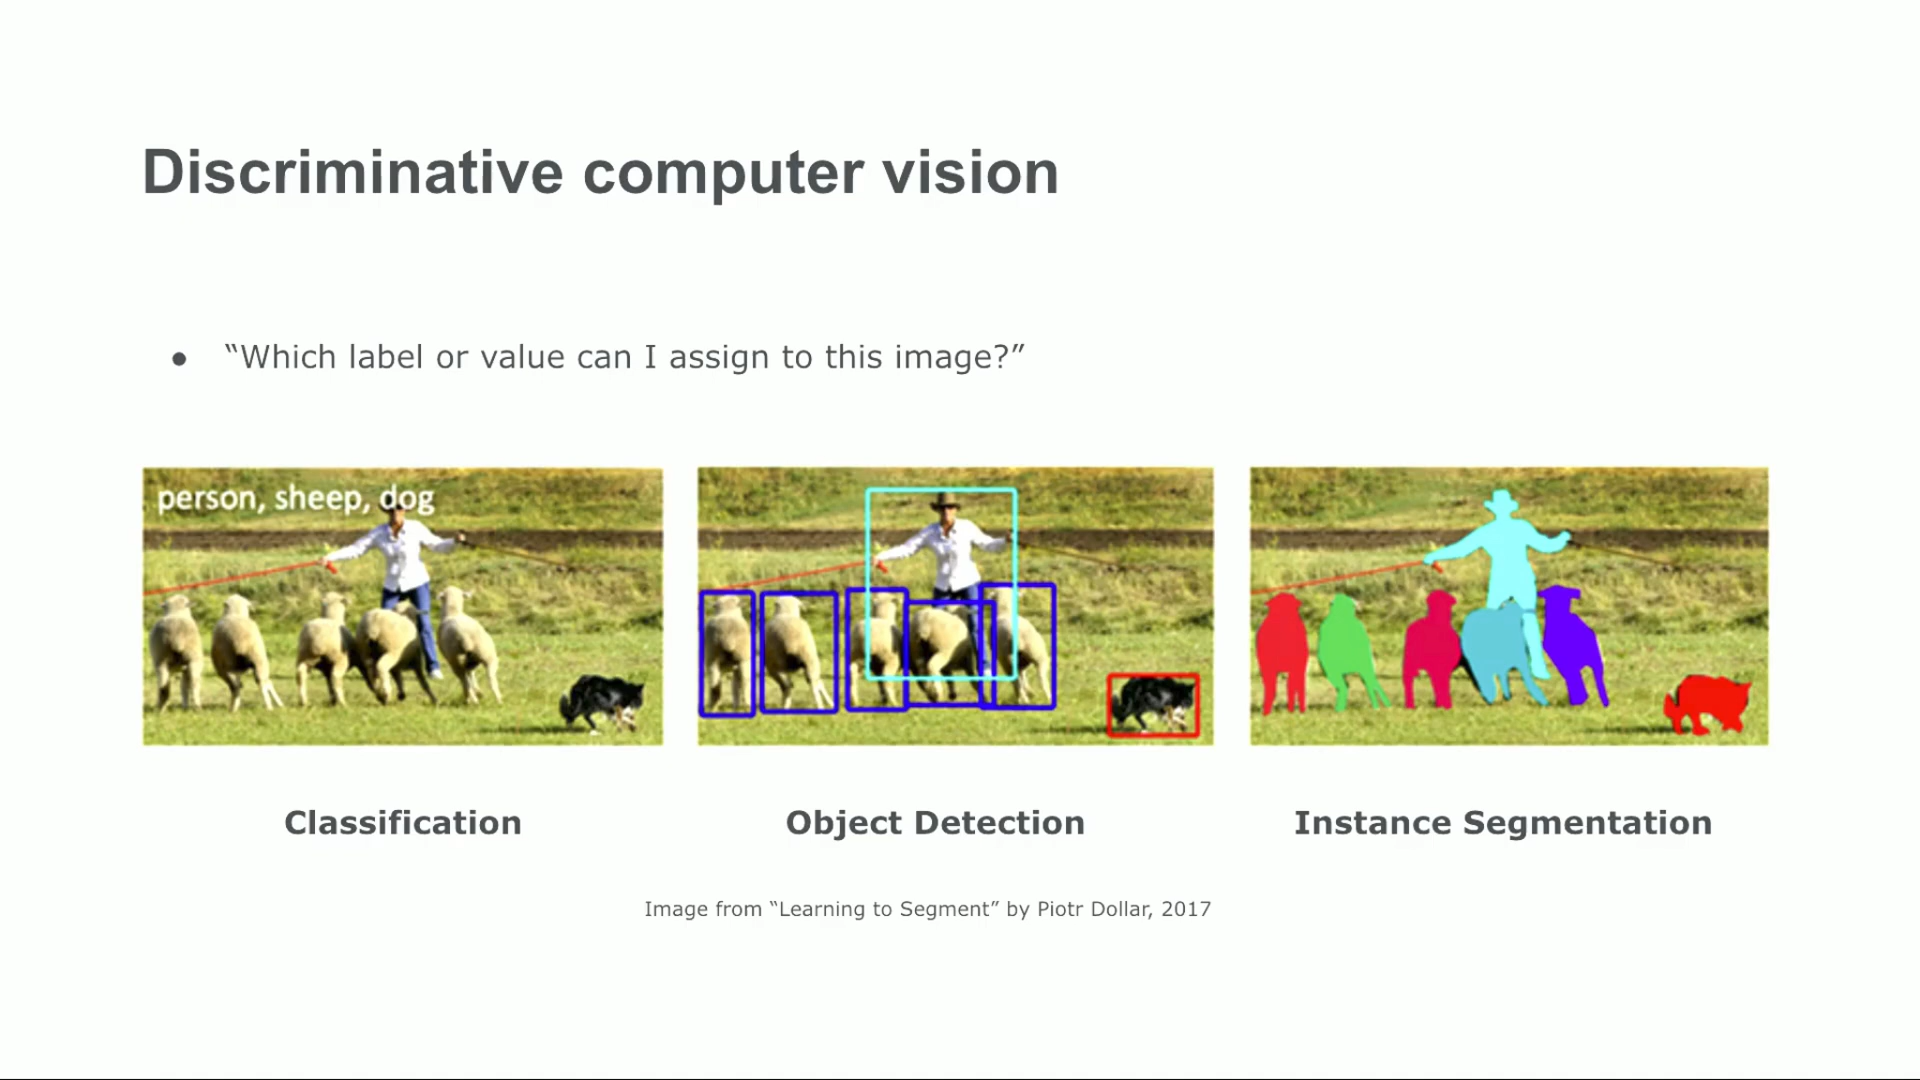 Discriminative computer vision
● “Which label or value can I assign to this image?”
person, sheep, dog
Classification
Object Detection
Instance Segmentation
Image from “Learning to Segment” by Piotr Dollar, 2017